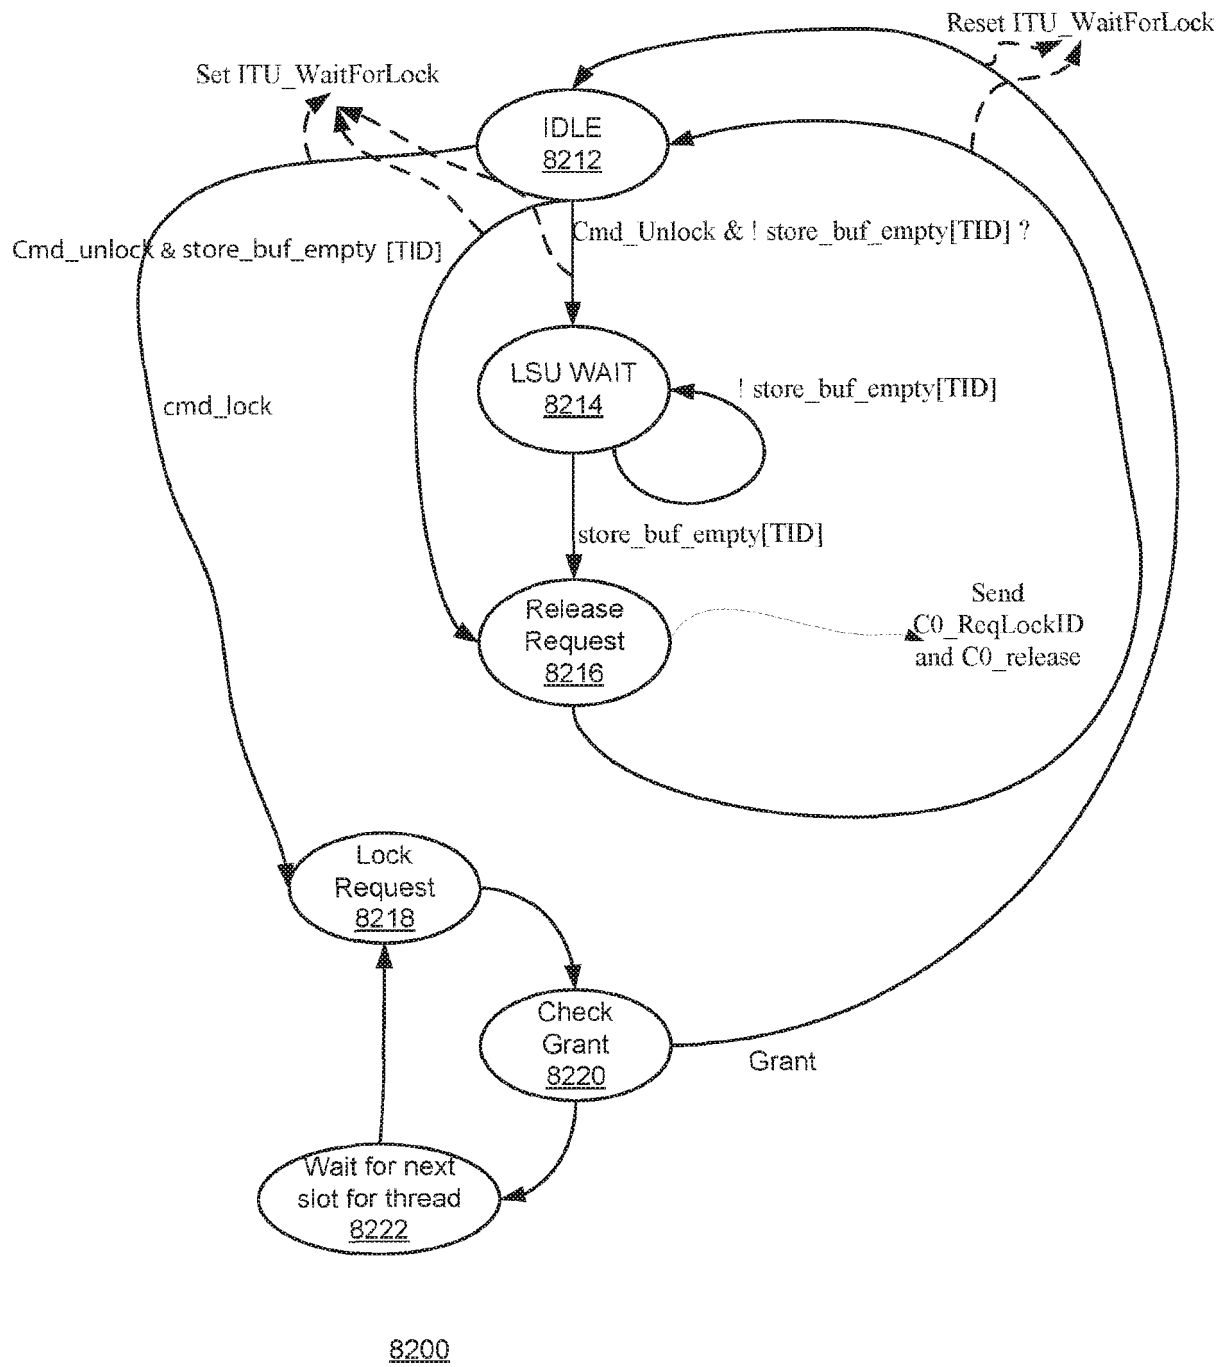 Reset ITU_WaitForLock
Set ITU_WaitForLock
IDLE
8212
Cmd_Unlock & ! store_buf_empty[TID] ?
Cmd_unlock & store_buf_empty [TID]
LSU WAIT
8214
! store_buf_empty[TID]
cmd_lock
store_buf_empty[TID]
Release
Request
8216
Send
C0_ReqLockID
and C0_release
Lock
Request
8218
Check
Grant
8220
Grant
Wait for next
slot for thread
8222
8200